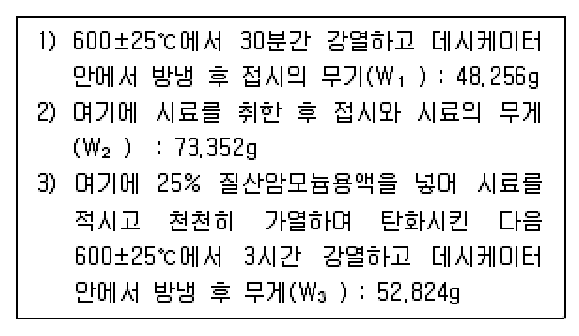 1) 600±25℃에서 30분간 강열하고 데시케이터
안에서 방냉 후 접시의 무기(W₁ ) : 48,256g
2) 여기에 시료를 취한 후 접시와 시료의 무게
(W₂ ) : 73,352g
3) 여기에 25% 질산암모늄용액을 넣어 시료를
적시고 천천히 가열하여 탄화시킨 다음
600±25℃에서 3시간 강열하고 데시케이터
안에서 방냉 후 무게(W₃ ) : 52,824g